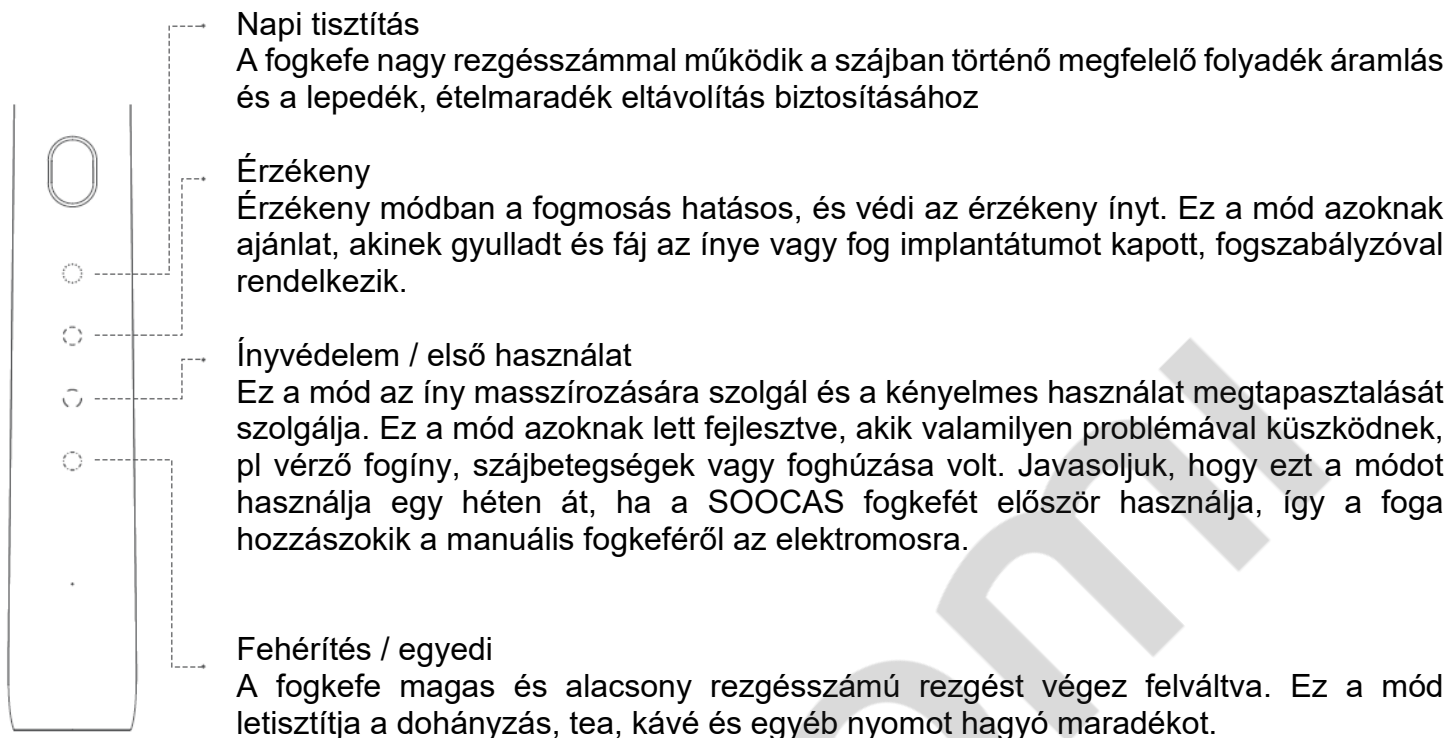 Napi tisztítás
A fogkefe nagy rezgésszámmal működik a szájban történő megfelelő folyadék áramlás
és a lepedék, ételmaradék eltávolítás biztosításához
Érzékeny
Érzékeny módban a fogmosás hatásos, és védi az érzékeny ínyt. Ez a mód azoknak
ajánlat, akinek gyulladt és fáj az ínye vagy fog implantátumot kapott, fogszabályzóval
rendelkezik.
Ínyvédelem / első használat
Ez a mód az íny masszírozására szolgál és a kényelmes használat megtapasztalását
szolgálja. Ez a mód azoknak lett fejlesztve, akik valamilyen problémával küszködnek,
pl vérző fogíny, szájbetegségek vagy foghúzása volt. Javasoljuk, hogy ezt a módot
használja egy héten át, ha a SOOCAS fogkefét először használja, így a foga
hozzászokik a manuális fogkeféről az elektromosra.
Fehérítés / egyedi
A fogkefe magas és alacsony rezgésszámú rezgést végez felváltva. Ez a mód
letisztítja a dohányzás, tea, kávé és egyéb nyomot hagyó maradékot.